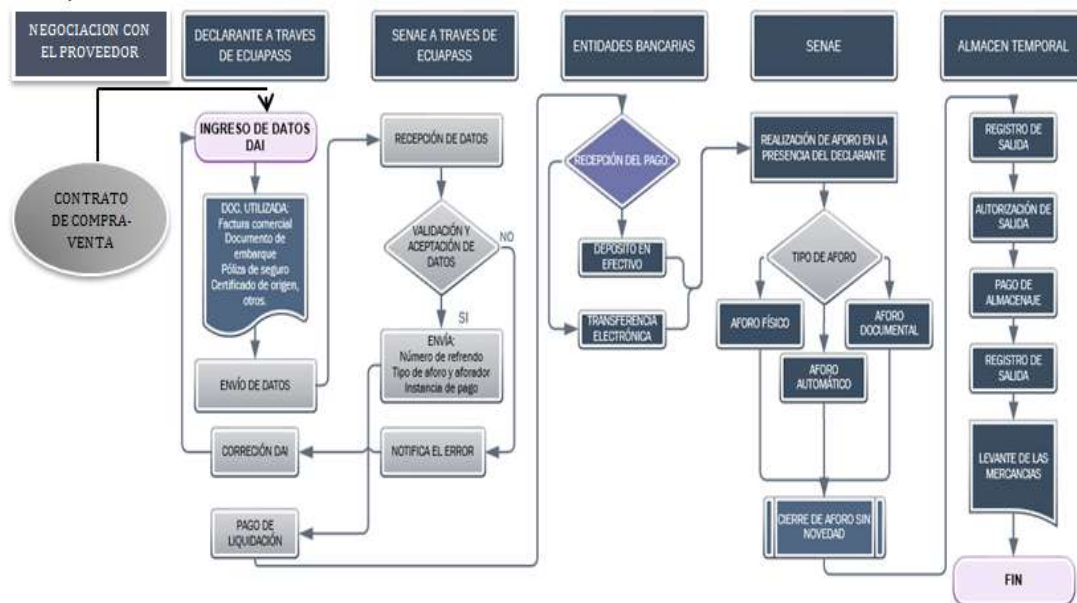 NEGOCIACION CON
EL PROVEEDOR
DECLARANTE A TRAVES
DE ECUAPASS
SENAE A TRAVES DE
ECUAPASS
ENTIDADES BANCARIAS
SENAE
ALMACEN TEMPORAL
CONTRATO
DE COMPRA-
VENTA
INGRESO DE DATOS
DAI
DOC. UTILIZADA:
Factura comercial
Documento de
embarque
Póliza de seguro
Certificado de origen,
otros.
ENVÍO DE DATOS
CORRECIÓN DAI
PAGO DE
LIQUIDACIÓN
RECEPCIÓN DE DATOS
VALIDACIÓN Y
ACEPTACIÓN DE
DATOS
NO
SI
ENVÍA:
Número de refrendo
Tipo de aforo y aforador
Instancia de pago
NOTIFICA EL ERROR
RECEPCIÓN DEL PAGO:
DEPOSITO EN
EFECTIVO
TRANSFERENCIA
ELECTRÓNICA
REALIZACIÓN DE AFORO EN LA
PRESENCIA DEL DECLARANTE
TIPO DE AFORO
AFORO FÍSICO
AFORO
DOCUMENTAL
AFORO
AUTOMÁTICO
CIERRE DE AFORO SIN
NOVEDAD
REGISTRO DE
SALIDA
AUTORIZACIÓN DE
SALIDA
PAGO DE
ALMACENAJE
REGISTRO DE
SALIDA
LEVANTE DE LAS
MERCANCIAS
FIN